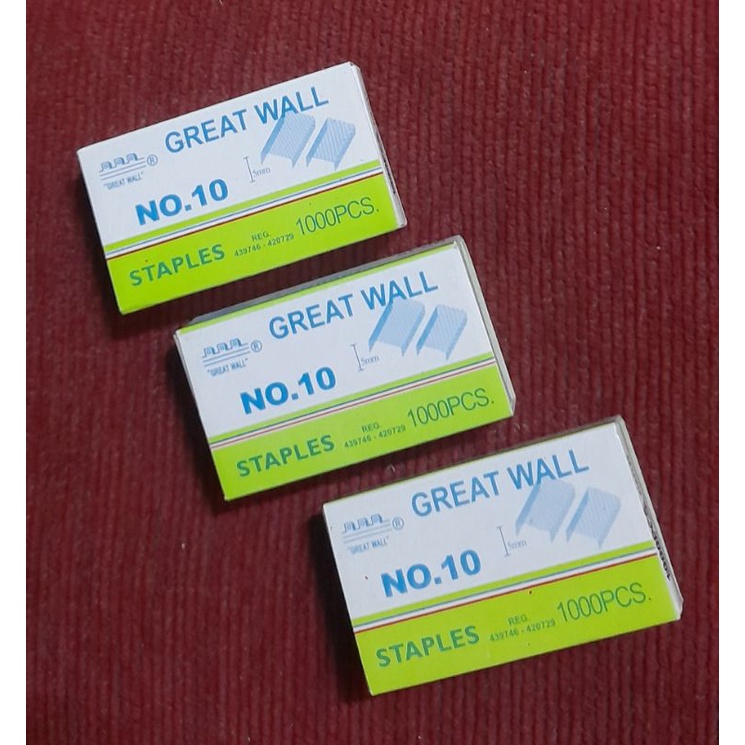 GREAT WALL
®
"GREAT WALL"
5mm
NO.10
STAPLES
REG.
439746 - 420729
1000PCS.
GREAT WALL
®
"GREAT WALL"
5mm
NO.10
STAPLES
REG.
439746 - 420729
1000PCS.
GREAT WALL
®
"GREAT WALL"
5mm
NO.10
STAPLES
REG.
439746 - 420729
1000PCS.